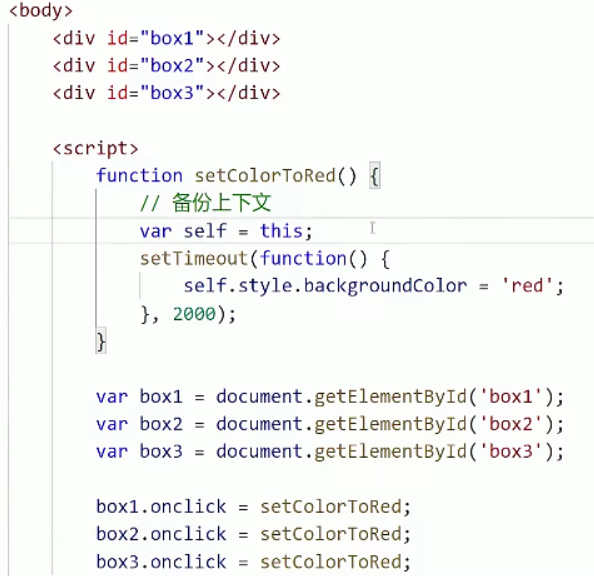 <body>
<div id="box1"></div>
<div id="box2"></div>
<div id="box3"></div>
<script>
function setColorToRed() {
// 备份上下文
var self = this;
setTimeout(function() {
self.style.backgroundColor = 'red';
}, 2000);
}
var box1 = document.getElementById('box1');
var box2 = document.getElementById('box2');
var box3 = document.getElementById('box3');
box1.onclick = setColorToRed;
box2.onclick = setColorToRed;
box3.onclick = setColorToRed;